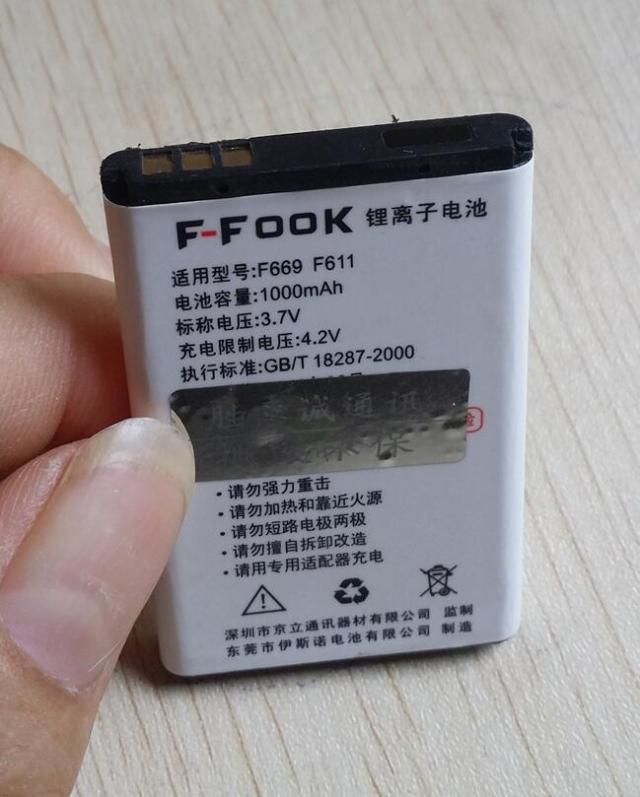 F-FOOK 锂离子电池
适用型号:F669 F611
电池容量:1000mAh
标称电压:3.7V
充电限制电压:4.2V
执行标准:GB/T 18287-2000
诚通讯
保
·请勿强力重击
·请勿加热和靠近火源
·请勿短路电极两极
·请勿擅自拆卸改造
·请用专用适配器充电
深圳市京立通讯器材有限公司 监制
东莞市伊斯诺电池有限公司 制造